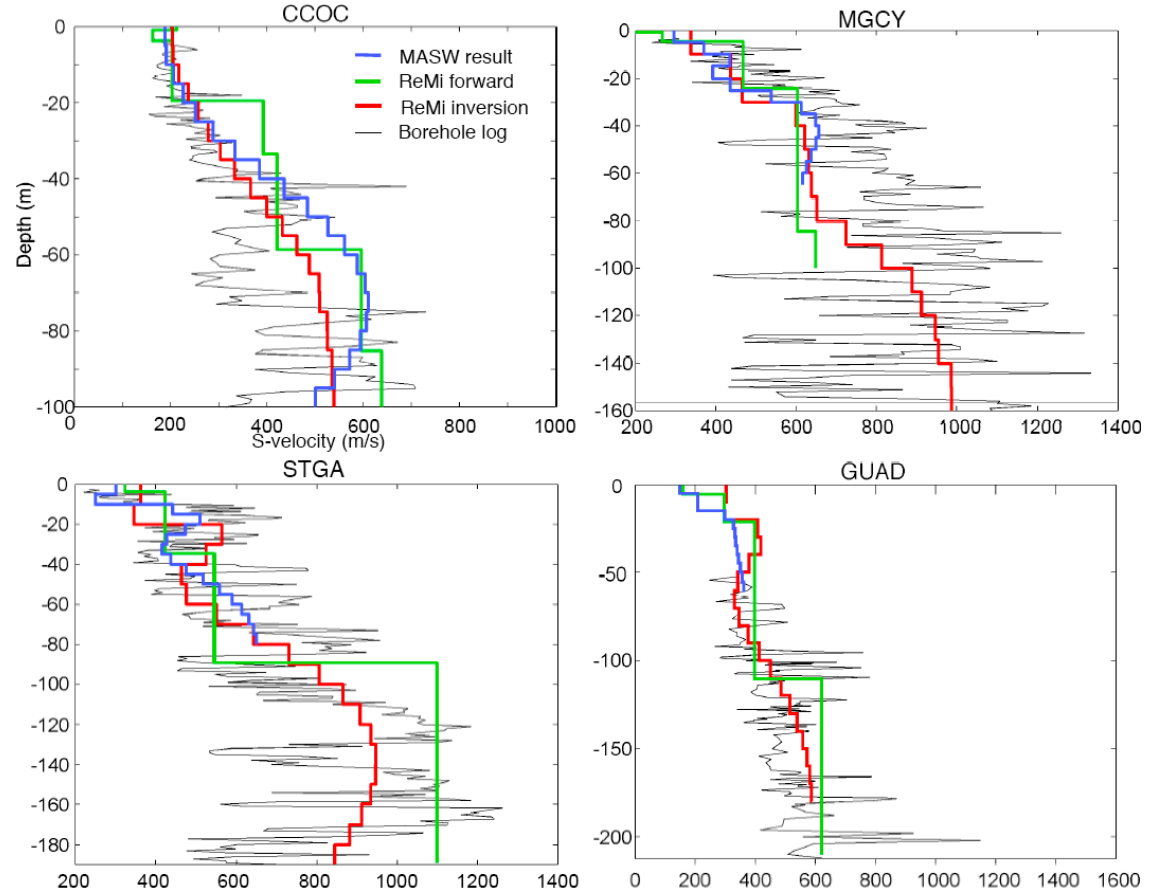 CCOC
MASW result
ReMi forward
ReMi inversion
Borehole log
Depth (m)
0
-20
-40
-60
-80
-100
0 200 400 600 800 1000
S-velocity (m/s)
MGCY
0
-20
-40
-60
-80
-100
-120
-140
-160
200 400 600 800 1000 1200 1400
STGA
0
-20
-40
-60
-80
-100
-120
-140
-160
-180
200 400 600 800 1000 1200 1400
GUAD
0
-50
-100
-150
-200
0 200 400 600 800 1000 1200 1400 1600